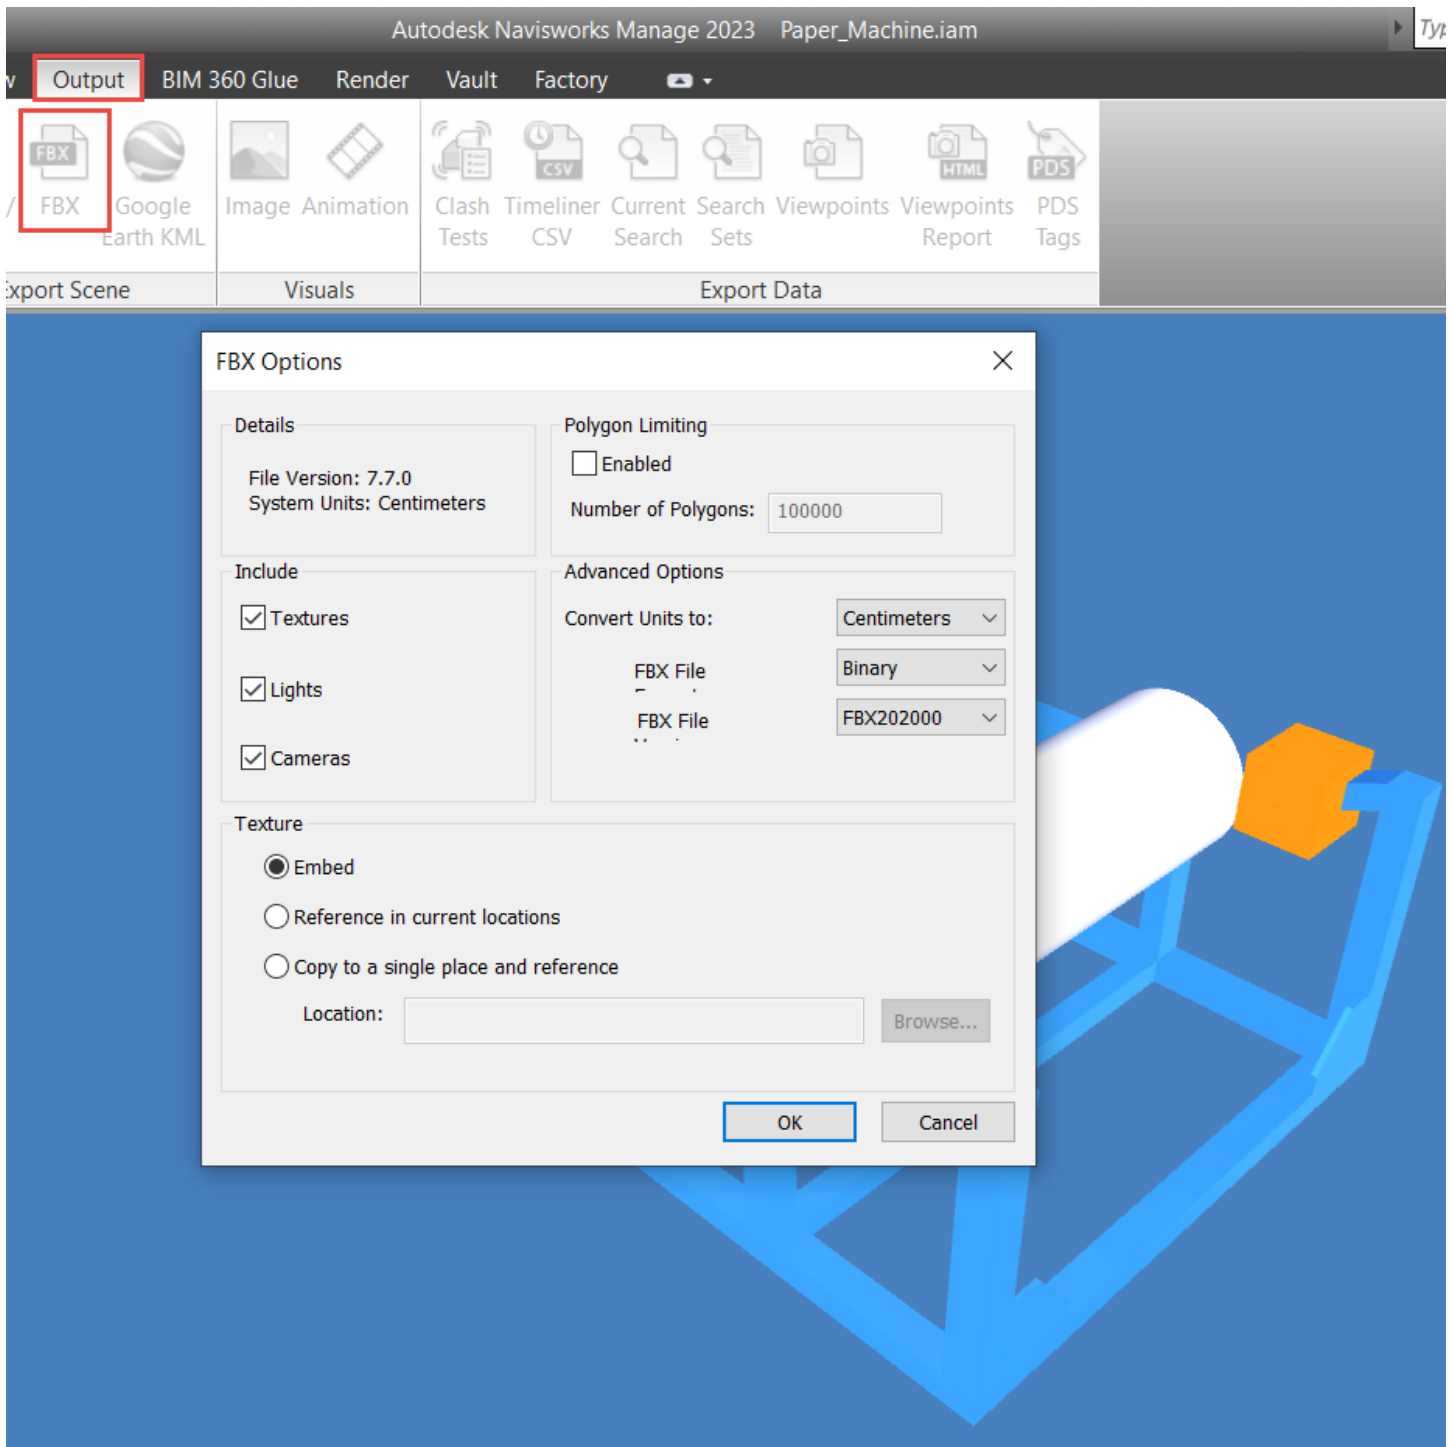 Autodesk Navisworks Manage 2023 Paper_Machine.iam
Output BIM 360 Glue Render Vault Factory
FBX
CSV
HTML
PDS
/ FBX Google Image Animation Clash Timeliner Current Search Viewpoints Viewpoints PDS
Earth KML Tests CSV Search Sets Report Tags
xport Scene Visuals Export Data
FBX Options
Details
File Version: 7.7.0
System Units: Centimeters
Polygon Limiting
Enabled
Number of Polygons: 100000
Include
Textures
Lights
Cameras
Advanced Options
Convert Units to: Centimeters
FBX File Binary
FBX File FBX202000
Texture
Embed
Reference in current locations
Copy to a single place and reference
Location: Browse...
OK Cancel